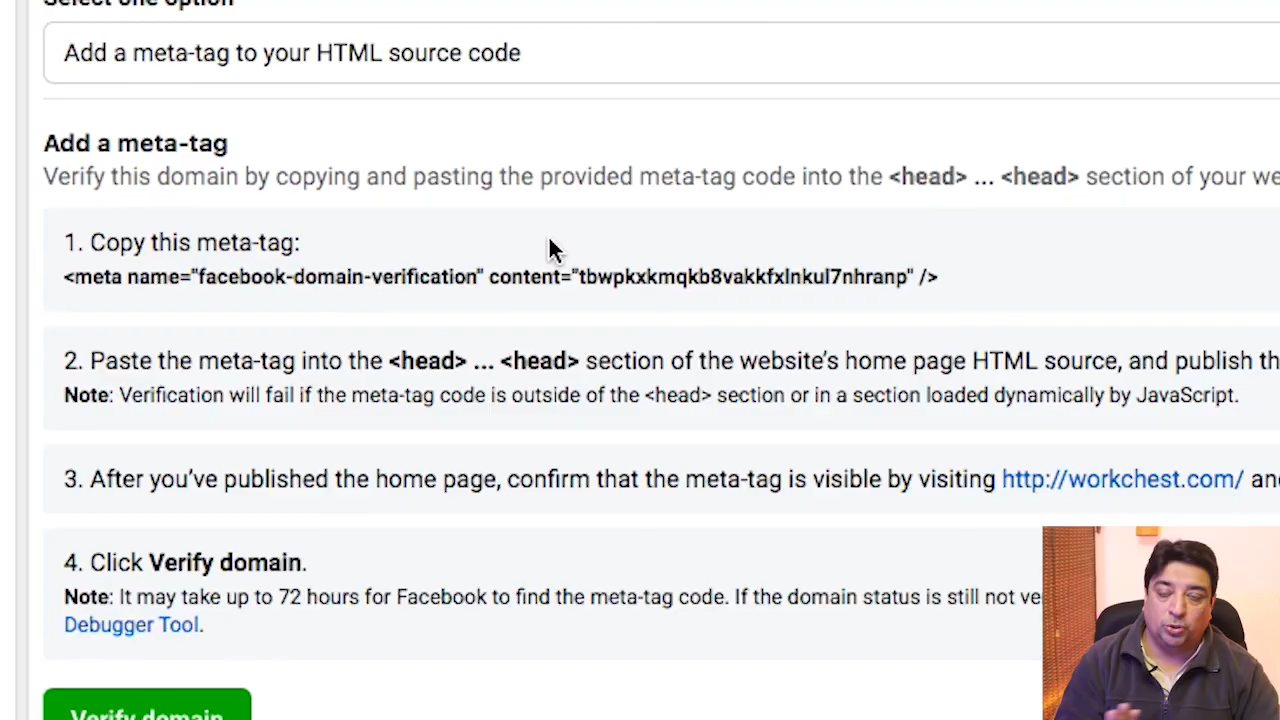 Select one option
Add a meta-tag to your HTML source code
Add a meta-tag
Verify this domain by copying and pasting the provided meta-tag code into the <head> ... <head> section of your we
1. Copy this meta-tag:
<meta name="facebook-domain-verification" content="tbwpkxkmqkb8vakkfxlnkul7nhranp" />
2. Paste the meta-tag into the <head> ... <head> section of the website's home page HTML source, and publish th
Note: Verification will fail if the meta-tag code is outside of the <head> section or in a section loaded dynamically by JavaScript.
3. After you've published the home page, confirm that the meta-tag is visible by visiting http://workchest.com/ and
4. Click Verify domain.
Note: It may take up to 72 hours for Facebook to find the meta-tag code. If the domain status is still not ve
Debugger Tool.
Verify domain